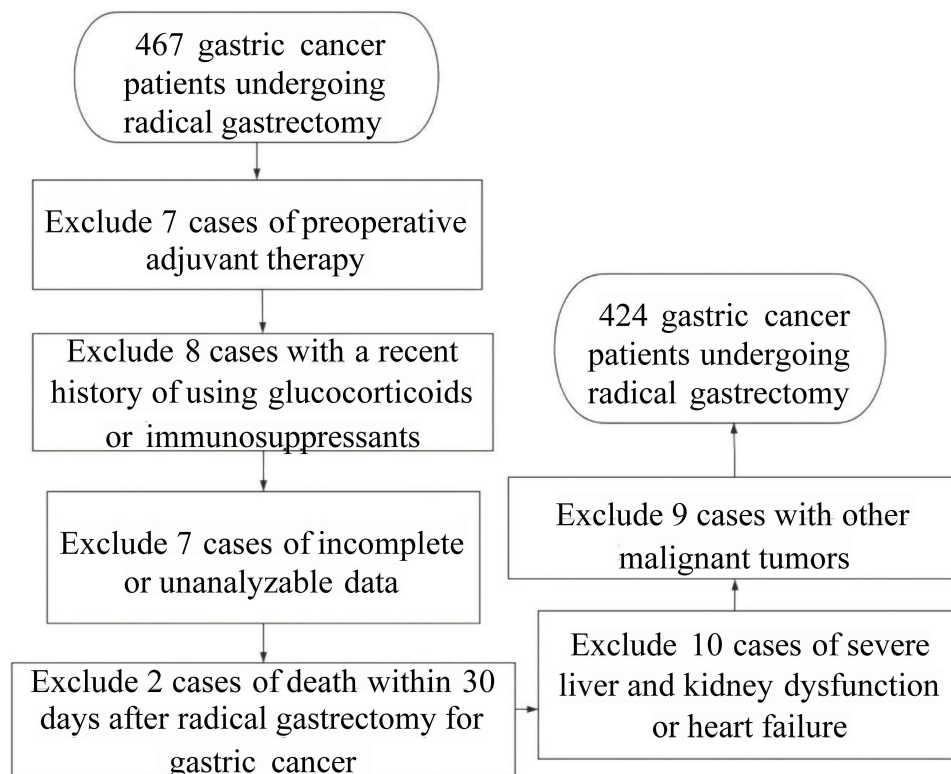 467 gastric cancer
patients undergoing
radical gastrectomy
Exclude 7 cases of preoperative
adjuvant therapy
Exclude 8 cases with a recent
history of using glucocorticoids
or immunosuppressants
Exclude 7 cases of incomplete
or unanalyzable data
Exclude 2 cases of death within 30
days after radical gastrectomy for
gastric cancer
Exclude 10 cases of severe
liver and kidney dysfunction
or heart failure
Exclude 9 cases with other
malignant tumors
424 gastric cancer
patients undergoing
radical gastrectomy